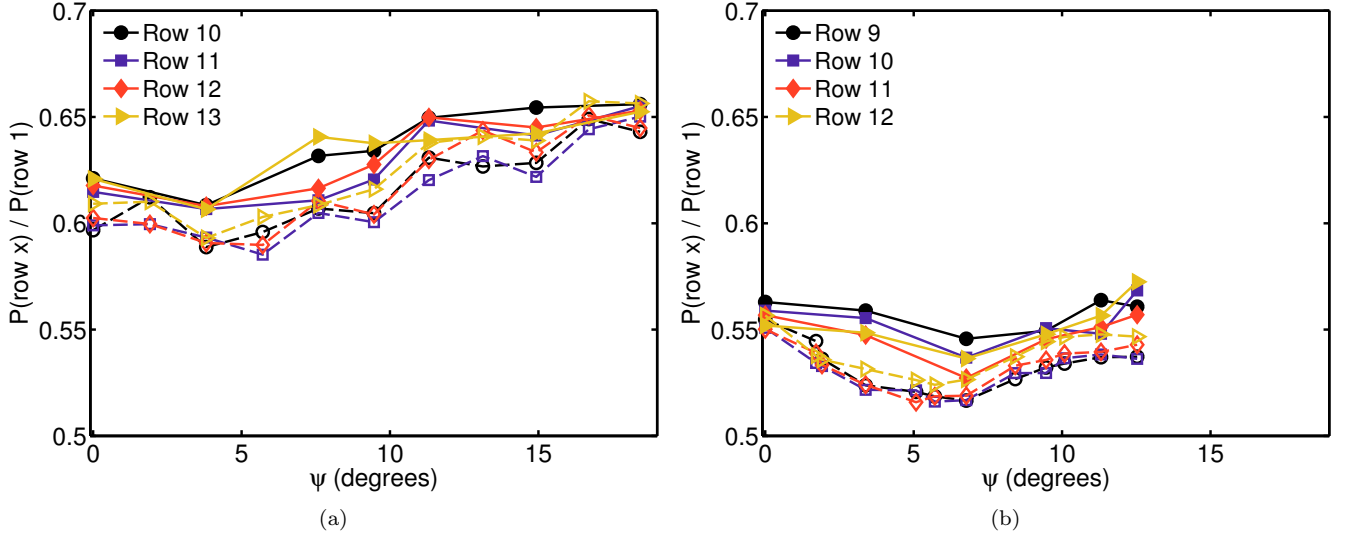 0.7
0.65
0.6
0.55
0.5
P(row x) / P(row 1)
Row 10
Row 11
Row 12
Row 13
0 5 10 15
ψ (degrees)
(a)
0.7
0.65
0.6
0.55
0.5
P(row x) / P(row 1)
Row 9
Row 10
Row 11
Row 12
0 5 10 15
ψ (degrees)
(b)